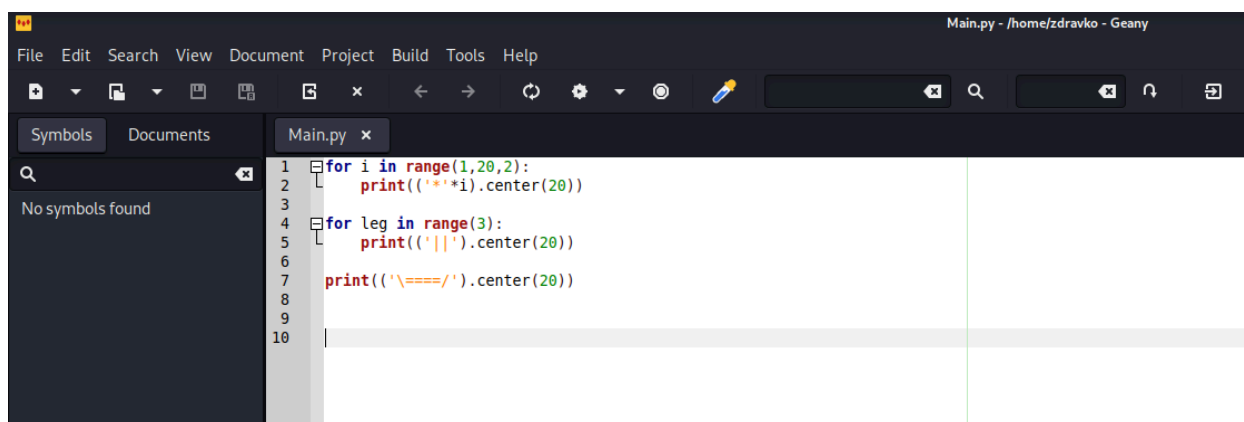 Main.py - /home/zdravko - Geany
File Edit Search View Document Project Build Tools Help
Symbols Documents Main.py
No symbols found
1 for i in range(1,20,2):
2     print(('*'*i).center(20))
3
4 for leg in range(3):
5     print(('||').center(20))
6
7 print(('\====/').center(20))
8
9
10